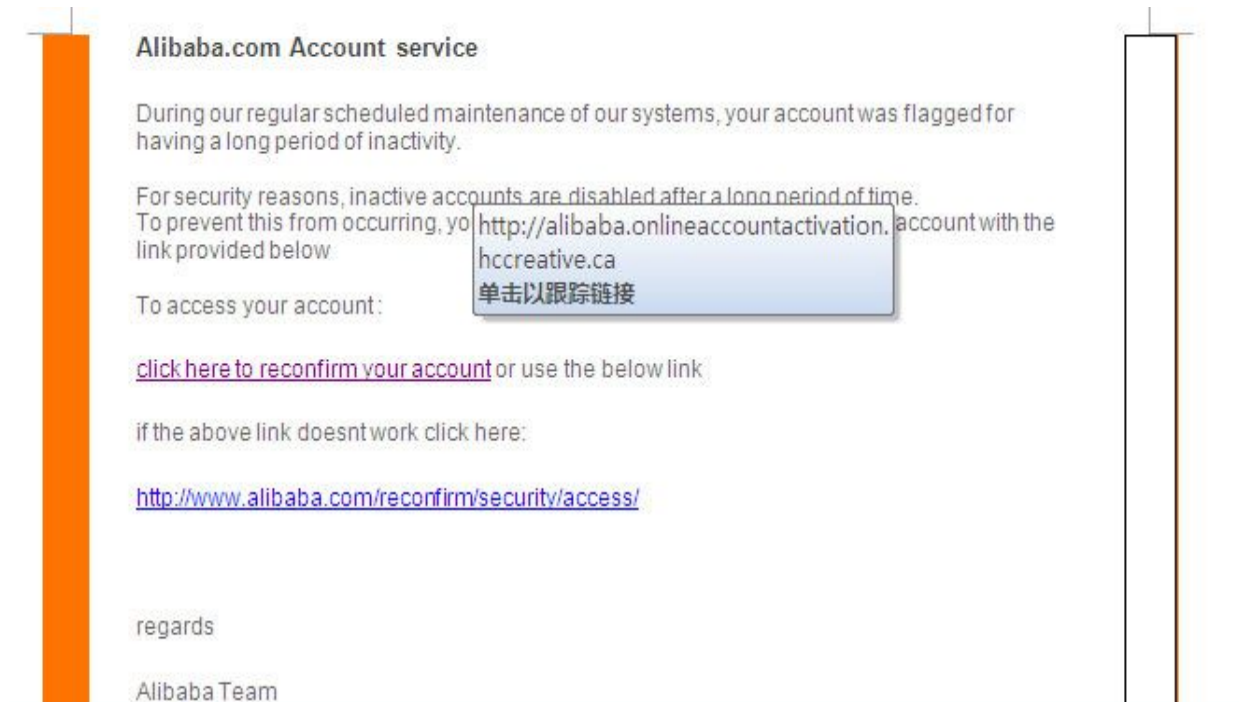 Alibaba.com Account service
During our regular scheduled maintenance of our systems, your account was flagged for
having a long period of inactivity.
For security reasons, inactive accounts are disabled after a long period of time.
To prevent this from occurring, yo
http://alibaba.onlineaccountactivation.
account with the
link provided below
hccreative.ca
单击以跟踪链接
To access your account :
click here to reconfirm your account or use the below link
if the above link doesnt work click here:
http://www.alibaba.com/reconfirm/security/access/
regards
Alibaba Team